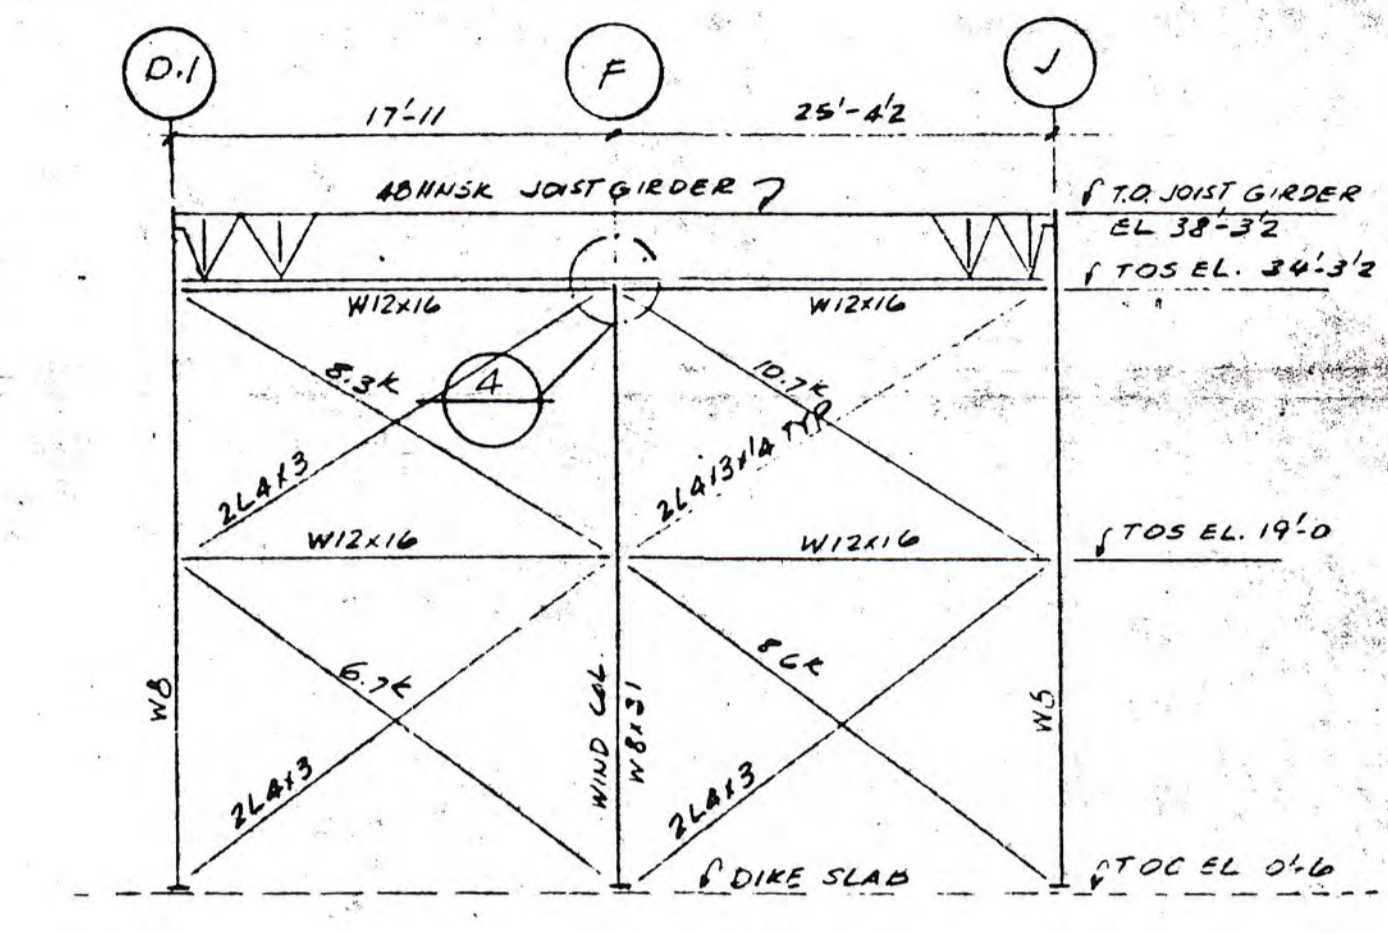 D.1
F
J
17'-11
25'-4½
48 NSK JOIST GIRDER
T.O. JOIST GIRDER
EL 38'-3½
TOS EL. 34'-3½
W12x16
W12x16
8.3K
4
10.7K
2L4x3
2L4x3x¼ TYP
W12x16
W12x16
TOS EL. 19'-0
6.7K
8.6K
W8
WIND COL.
W8x31
2L4x3
2L4x3
DIKE SLAB
TOC EL 0'-6